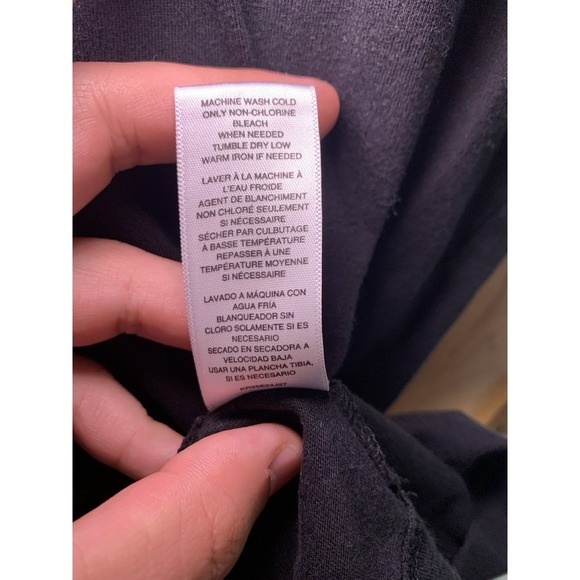 MACHINE WASH COLD
ONLY NON-CHLORINE
BLEACH
WHEN NEEDED
TUMBLE DRY LOW
WARM IRON IF NEEDED
LAVER À LA MACHINE À
L'EAU FROIDE
AGENT DE BLANCHIMENT
NON CHLORÉ SEULEMENT
SI NÉCESSAIRE
SÉCHER PAR CULBUTAGE
À BASSE TEMPÉRATURE
REPASSER À UNE
TEMPÉRATURE MOYENNE
SI NÉCESSAIRE
LAVADO A MÁQUINA CON
AGUA FRÍA
BLANQUEADOR SIN
CLORO SOLAMENTE SI ES
NECESARIO
SECADO EN SECADORA A
VELOCIDAD BAJA
USAR UNA PLANCHA TIBIA,
SI ES NECESARIO